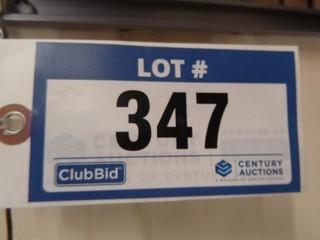 LOT #
347
ClubBid
CENTURY
AUCTIONS